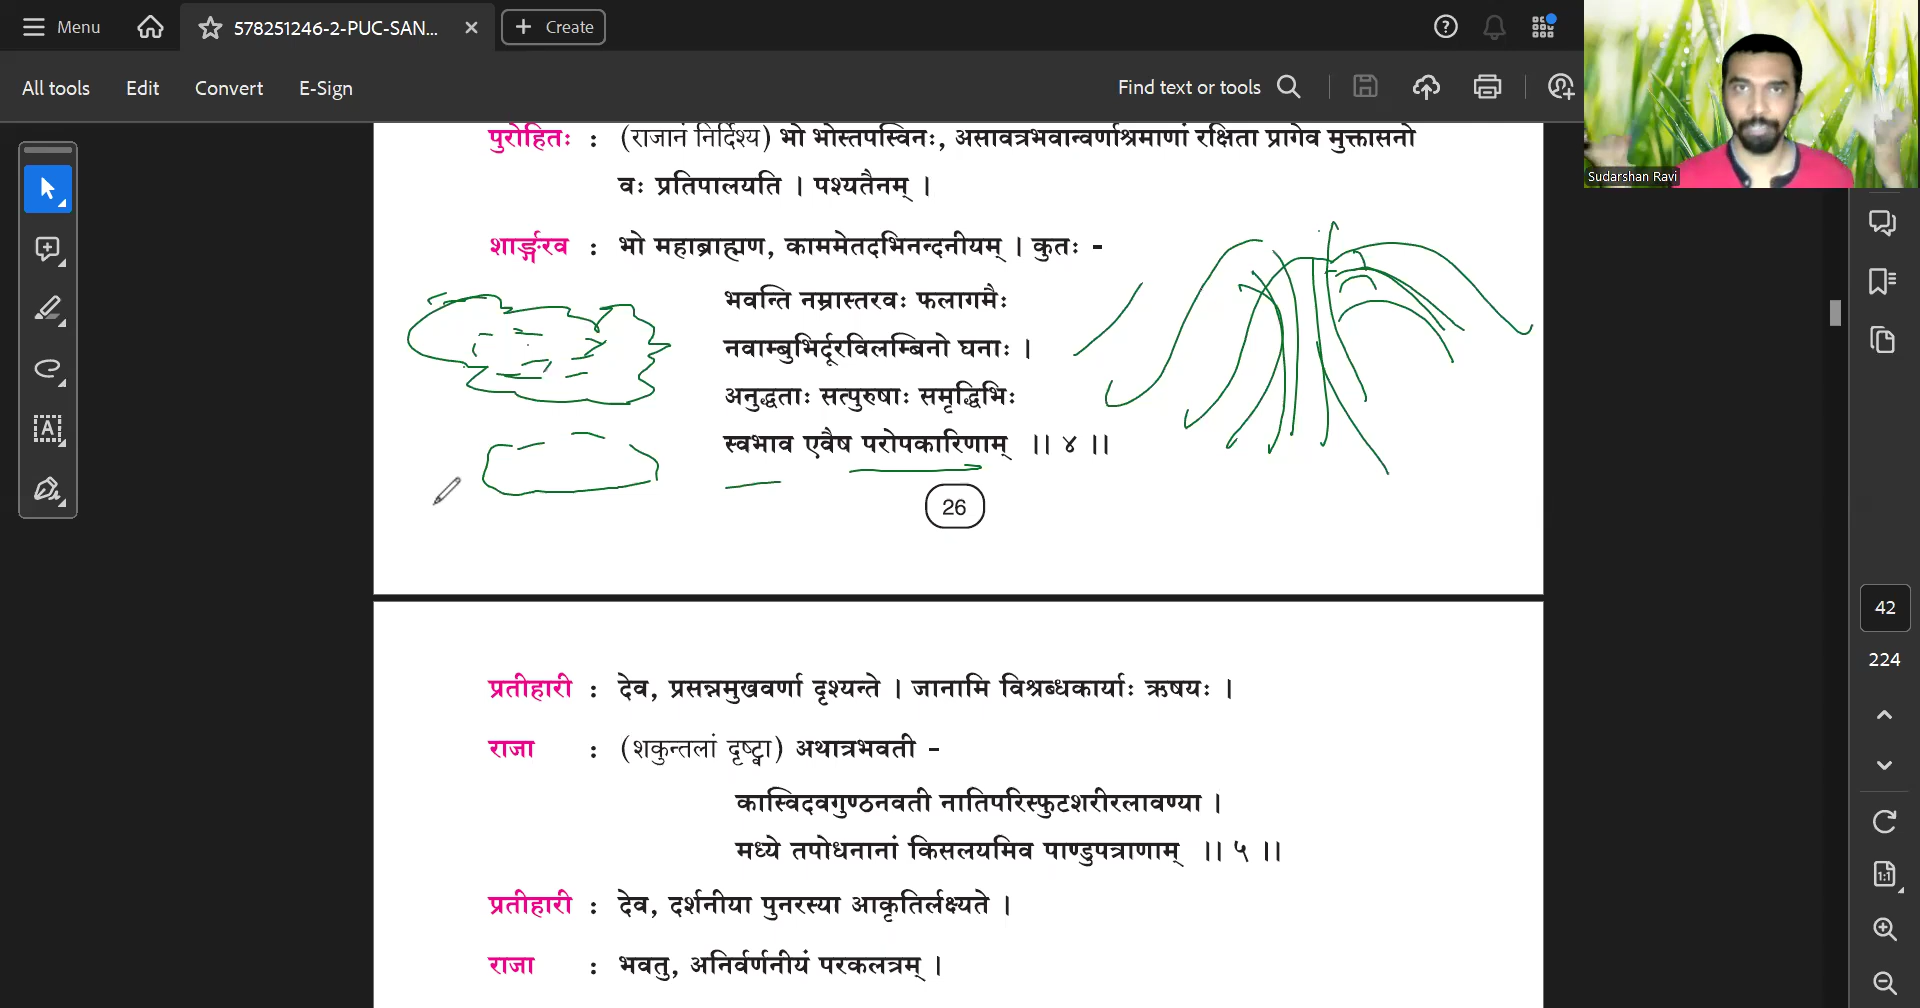 Menu
578251246-2-PUC-SAN...
Create
All tools
Edit
Convert
E-Sign
Find text or tools
Sudarshan Ravi
पुरोहितः : (राजानं निर्दिश्य) भो भोस्तपस्विनः, असावत्रभवान्वर्णाश्रमाणां रक्षिता प्रागेव मुक्तासनो
वः प्रतिपालयति । पश्यतैनम् ।
शार्ङ्गरव : भो महाब्राह्मण, काममेतदभिनन्दनीयम् । कुतः -
भवन्ति नम्रास्तरवः फलागमैः
नवाम्बुभिर्दूरविलम्बिनो घनाः ।
अनुद्धताः सत्पुरुषाः समृद्धिभिः
स्वभाव एवैष परोपकारिणाम् ।। ४ ।।
26
प्रतीहारी : देव, प्रसन्नमुखवर्णा दृश्यन्ते । जानामि विश्रब्धकार्याः ऋषयः ।
राजा : (शकुन्तलां दृष्ट्वा) अथात्रभवती -
कास्विदवगुण्ठनवती नातिपरिस्फुटशरीरलावण्या ।
मध्ये तपोधनानां किसलयमिव पाण्डुपत्राणाम् ।। ५ ।।
प्रतीहारी : देव, दर्शनीया पुनरस्या आकृतिर्लक्ष्यते ।
राजा : भवतु, अनिर्वर्णनीयं परकलत्रम् ।
42
224
1:1